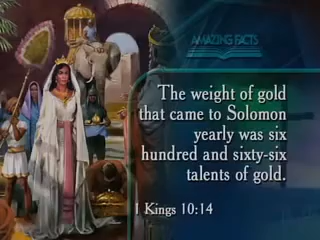 AMAZING FACTS
The weight of gold
that came to Solomon
yearly was six
hundred and sixty-six
talents of gold.
1 Kings 10:14